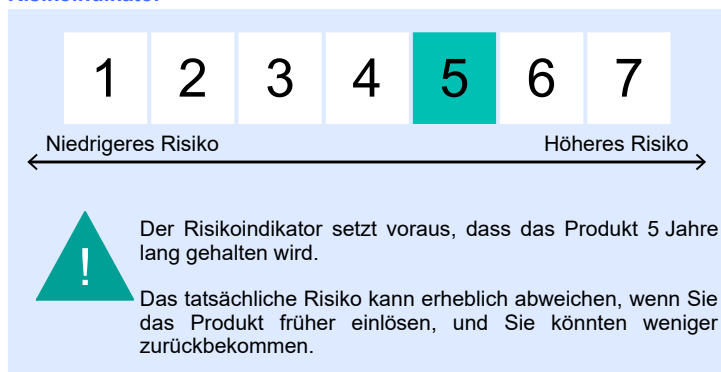 Risikoindikator
1 2 3 4 5 6 7
Niedrigeres Risiko Höheres Risiko
!
Der Risikoindikator setzt voraus, dass das Produkt 5 Jahre
lang gehalten wird.
Das tatsächliche Risiko kann erheblich abweichen, wenn Sie
das Produkt früher einlösen, und Sie könnten weniger
zurückbekommen.